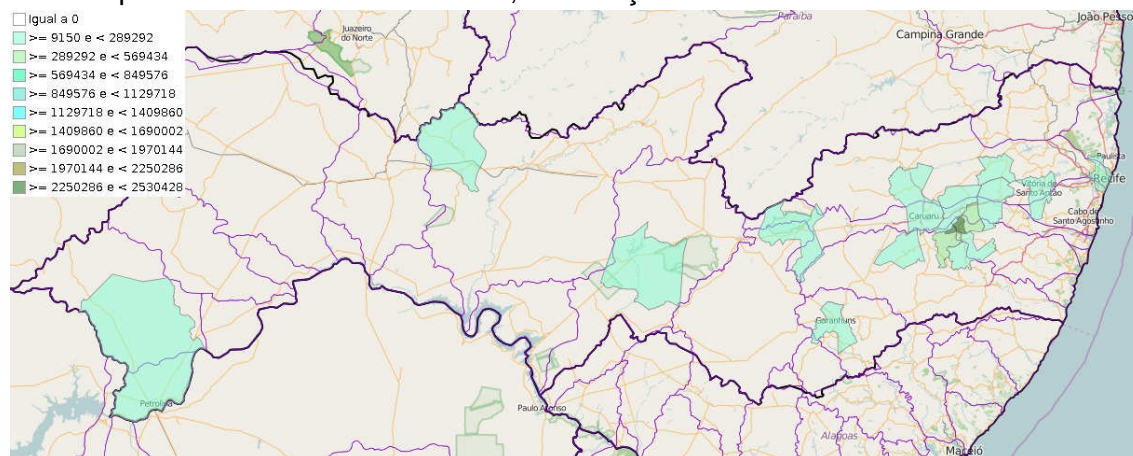 Igual a 0
>= 9150 e < 289292
>= 289292 e < 569434
>= 569434 e < 849576
>= 849576 e < 1129718
>= 1129718 e < 1409860
>= 1409860 e < 1690002
>= 1690002 e < 1970144
>= 1970144 e < 2250286
>= 2250286 e < 2530428
Juazeiro
do Norte
Paraíba
João Pesso
Campina Grande
Paulista
Recife
Vitória de
Santo Antão
Cabo de
Santo Agostinho
Caruaru
Garanhuns
Petrolina
Paulo Afonso
Alagoas
Maceió